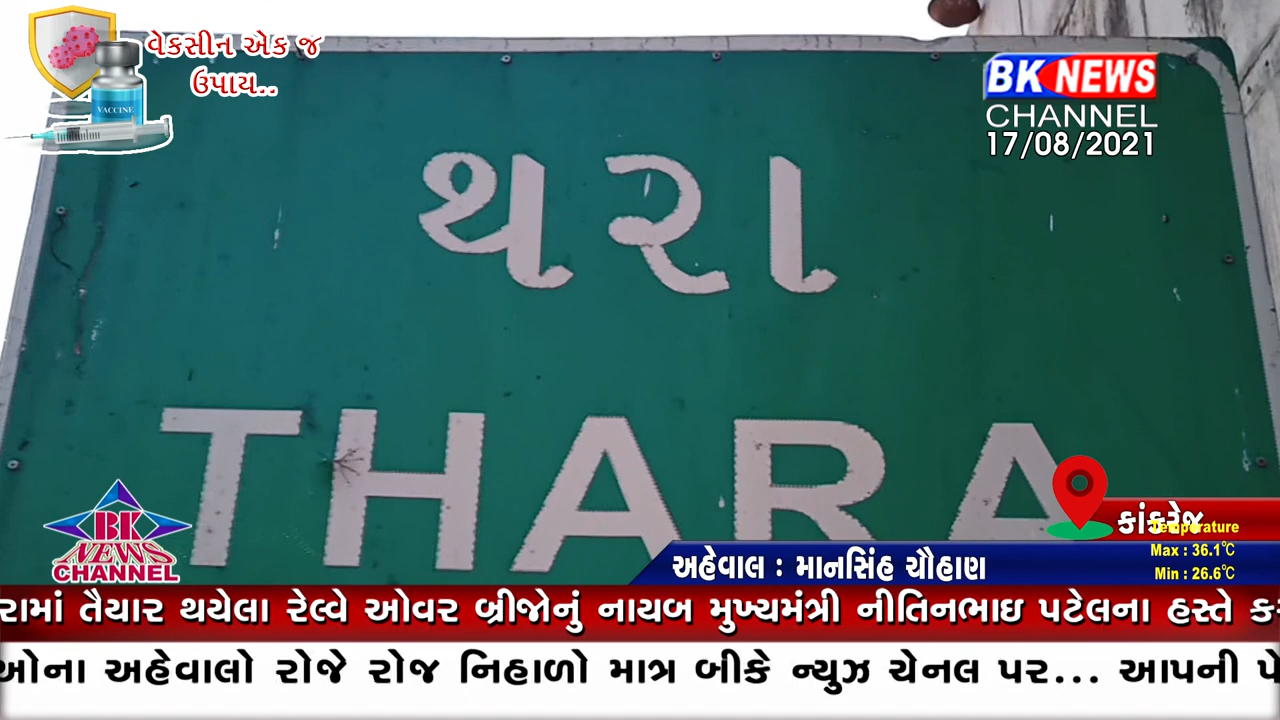 વેકસીન એક જ
ઉપાય..
VACCINE
BK NEWS
CHANNEL
17/08/2021
થરા
THARA
BK
NEWS
CHANNEL
કાંકરેજ
Temperature
Max : 36.1℃
Min : 26.6℃
અહેવાલ : માનસિંહ ચૌહાણ
રામાં તૈયાર થયેલા રેલ્વે ઓવર બ્રીજોનું નાયબ મુખ્યમંત્રી નીતિનભાઇ પટેલના હસ્તે
ઓના અહેવાલો રોજે રોજ નિહાળો માત્ર બીકે ન્યુઝ ચેનલ પર... આપની